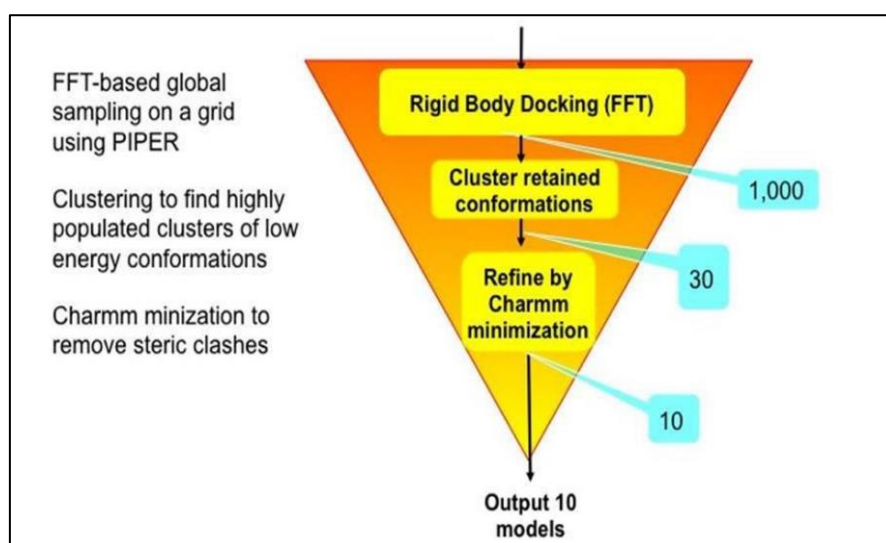 FFT-based global
sampling on a grid
using PIPER
Clustering to find highly
populated clusters of low
energy conformations
Charmm minization to
remove steric clashes
Rigid Body Docking (FFT)
1,000
Cluster retained
conformations
30
Refine by
Charmm
minimization
10
Output 10
models